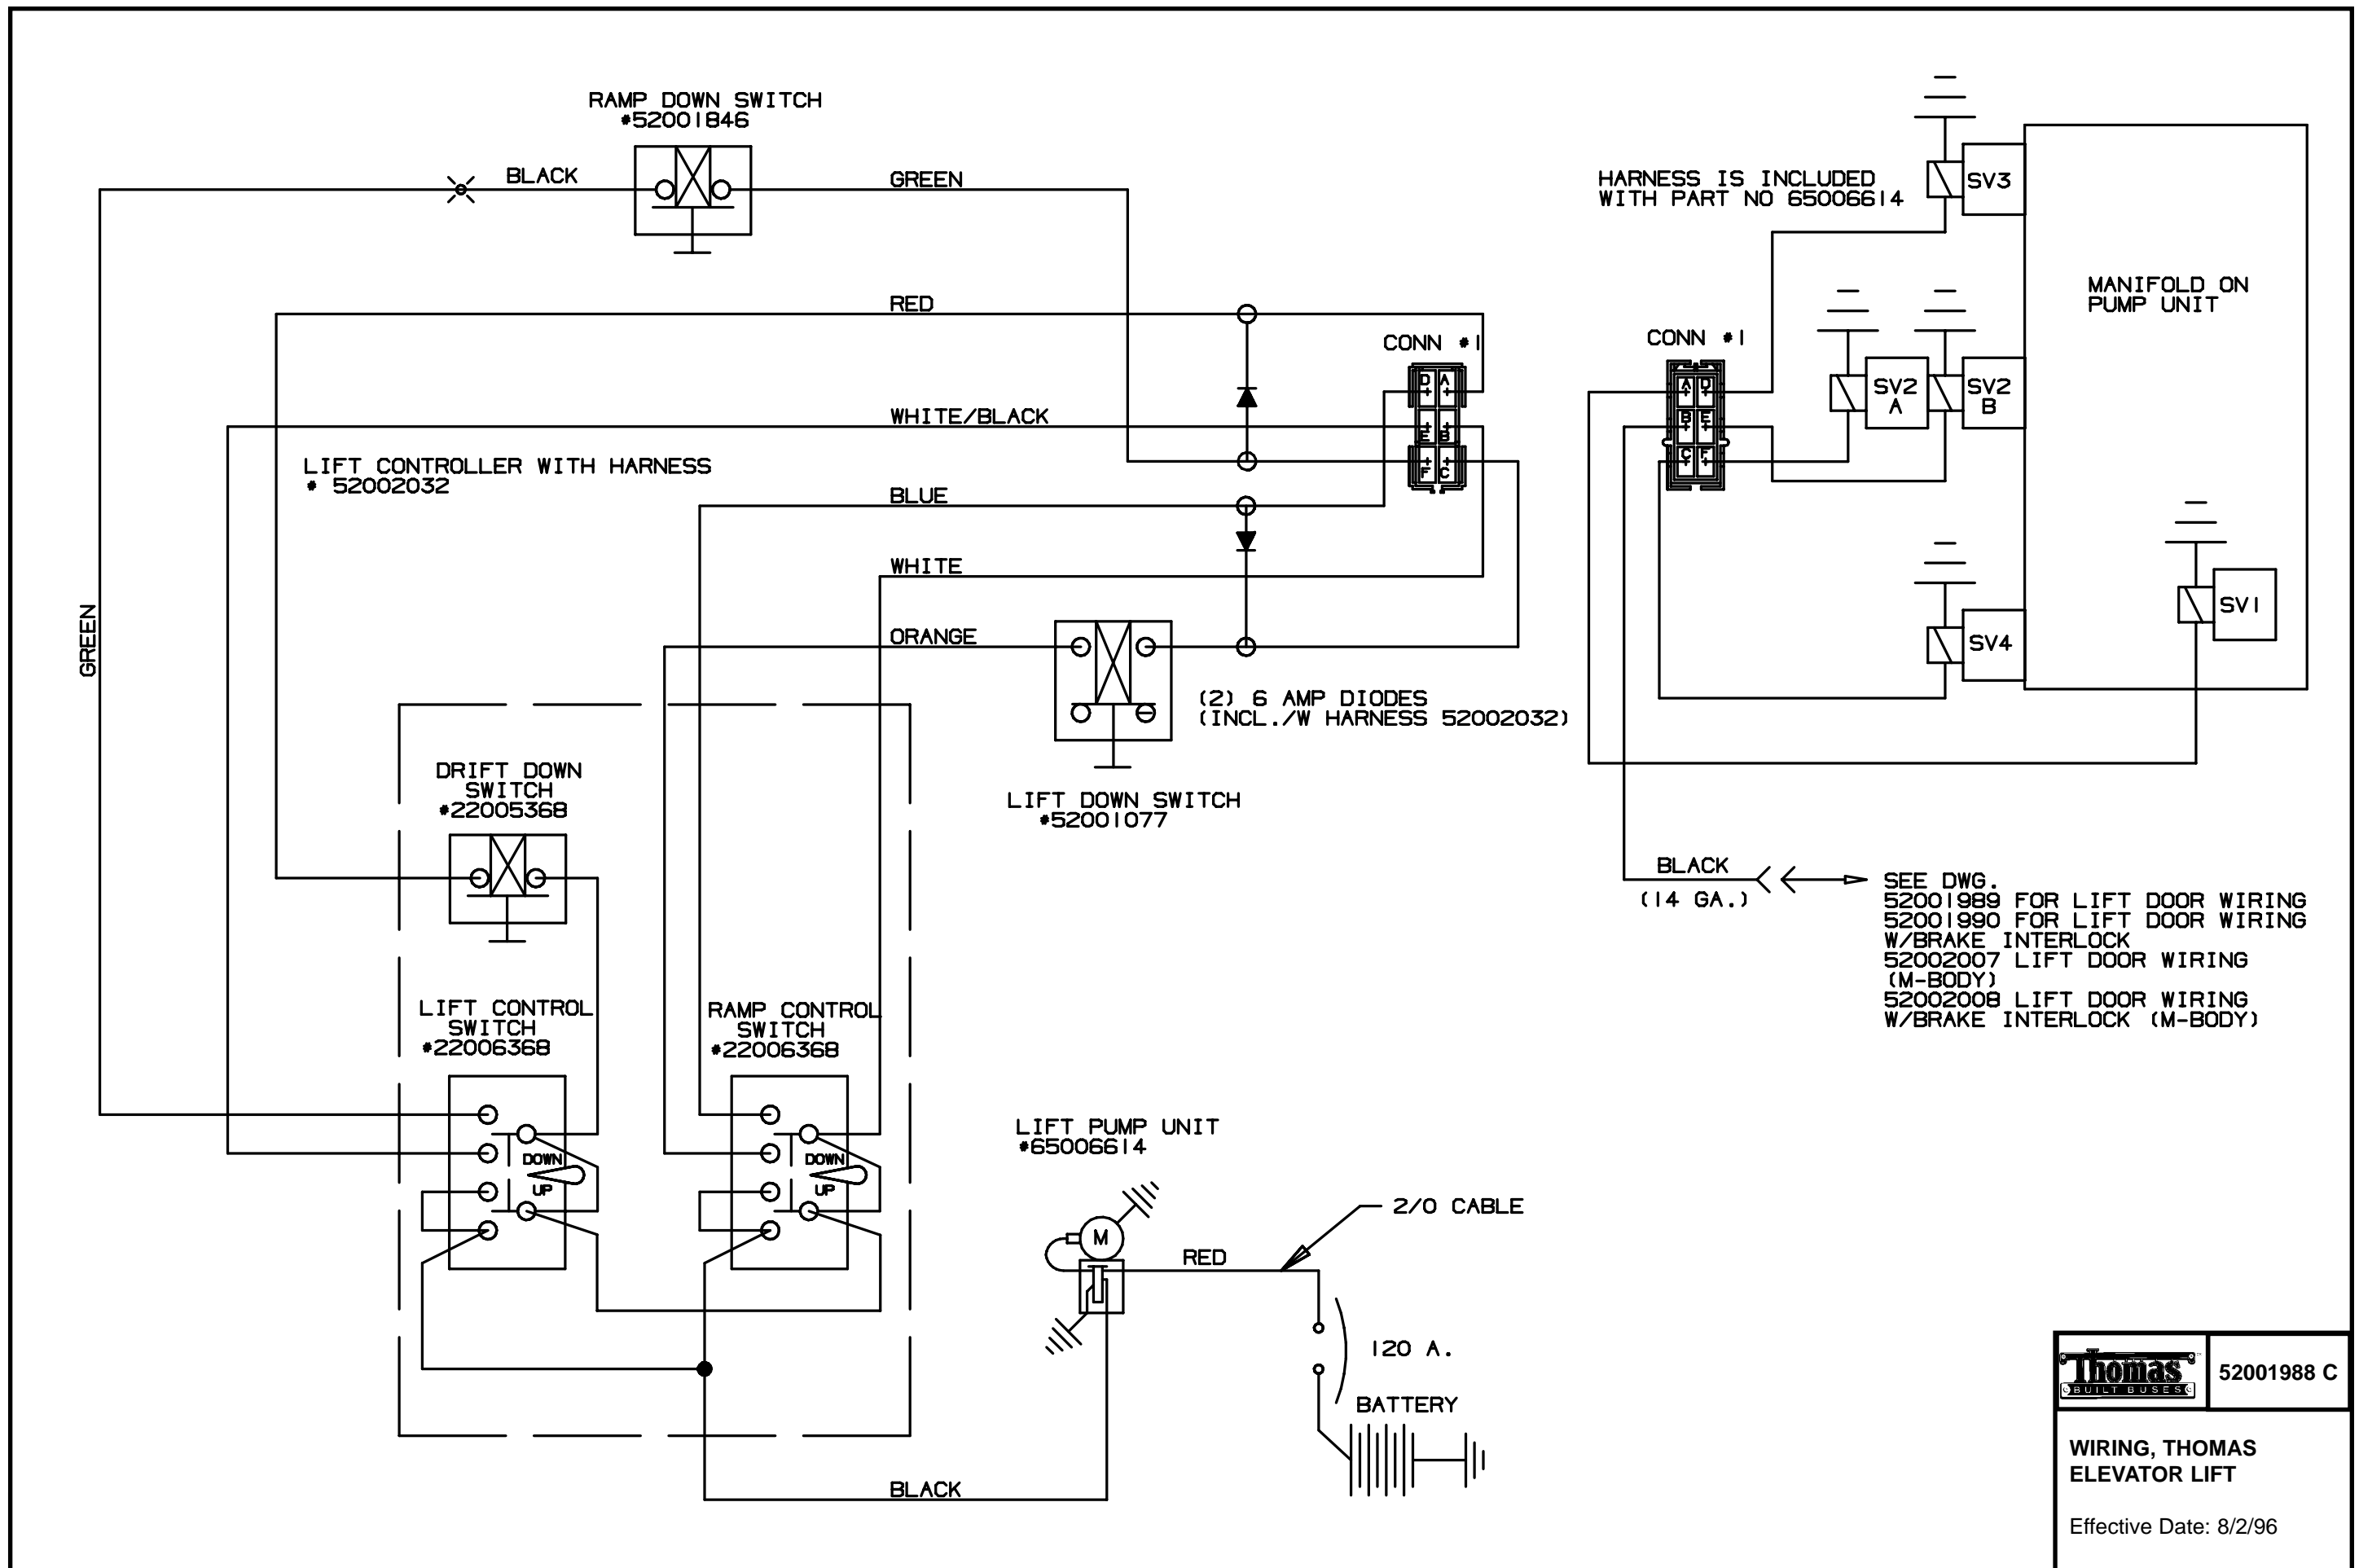 RAMP DOWN SWITCH
#52001846
BLACK
GREEN
HARNESS IS INCLUDED
WITH PART NO 65006614
SV3
MANIFOLD ON
PUMP UNIT
RED
CONN #1
D A
E B
F C
CONN #1
A D
B E
C F
SV2
A
SV2
B
WHITE/BLACK
LIFT CONTROLLER WITH HARNESS
# 52002032
BLUE
WHITE
ORANGE
GREEN
SV1
SV4
(2) 6 AMP DIODES
(INCL./W HARNESS 52002032)
DRIFT DOWN
SWITCH
#22005368
LIFT DOWN SWITCH
#52001077
BLACK
(14 GA.)
SEE DWG.
52001989 FOR LIFT DOOR WIRING
52001990 FOR LIFT DOOR WIRING
W/BRAKE INTERLOCK
52002007 LIFT DOOR WIRING
(M-BODY)
52002008 LIFT DOOR WIRING
W/BRAKE INTERLOCK (M-BODY)
LIFT CONTROL
SWITCH
#22006368
RAMP CONTROL
SWITCH
#22006368
DOWN
UP
DOWN
UP
LIFT PUMP UNIT
#65006614
M
RED
2/0 CABLE
120 A.
BATTERY
BLACK
Thomas
BUILT BUSES
52001988 C
WIRING, THOMAS
ELEVATOR LIFT
Effective Date: 8/2/96